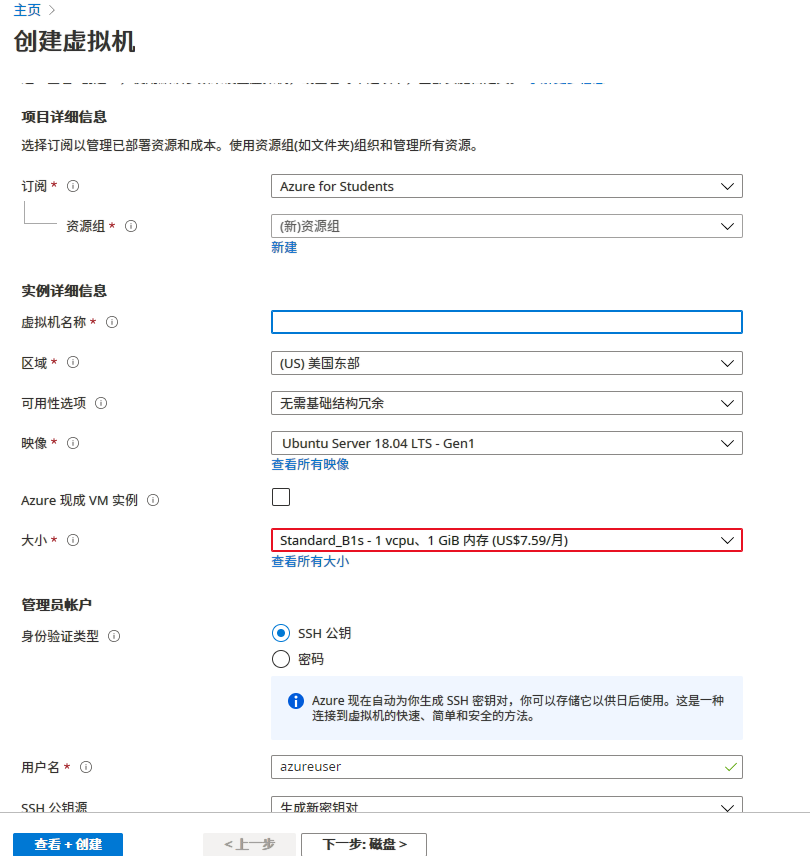 主页 >
创建虚拟机
项目详细信息
选择订阅以管理已部署资源和成本。使用资源组(如文件夹)组织和管理所有资源。
订阅 * Azure for Students
资源组 * (新)资源组
新建
实例详细信息
虚拟机名称 *
区域 * (US) 美国东部
可用性选项 无需基础结构冗余
映像 * Ubuntu Server 18.04 LTS - Gen1
查看所有映像
Azure 现成 VM 实例
大小 * Standard_B1s - 1 vcpu、1 GiB 内存 (US$7.59/月)
查看所有大小
管理员帐户
身份验证类型 SSH 公钥
密码
Azure 现在自动为你生成 SSH 密钥对，你可以存储它以供日后使用。这是一种
连接到虚拟机的快速、简单和安全的方法。
用户名 * azureuser
SSH 公钥源 生成新密钥对
查看 + 创建 < 上一步 下一步: 磁盘 >